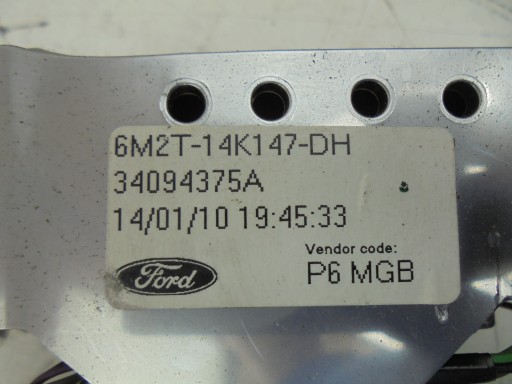 6M2T-14K147-DH
34094375A
14/01/10 19:45:33
Vendor code:
Ford P6 MGB